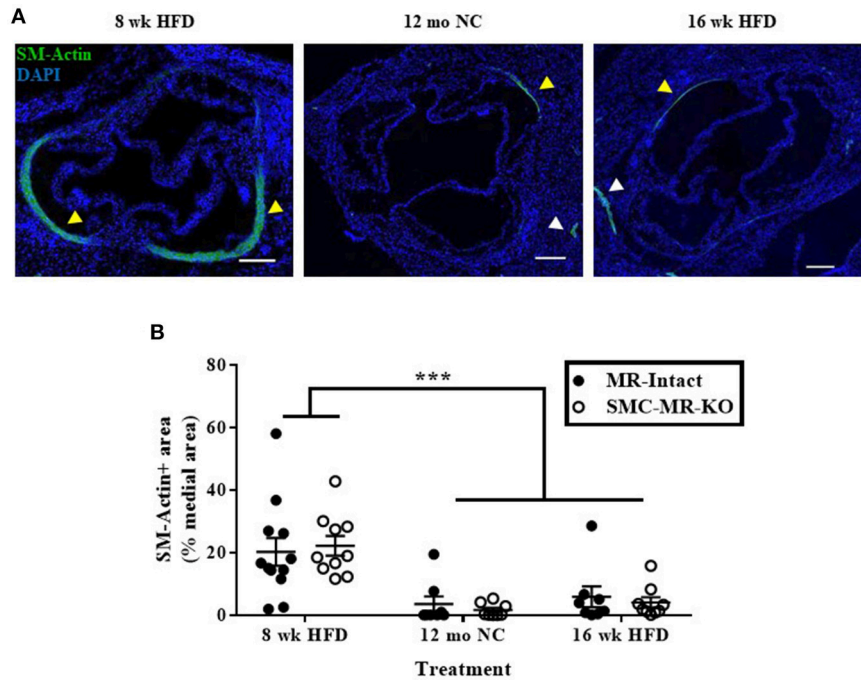 A
8 wk HFD
12 mo NC
16 wk HFD
SM-Actin
DAPI
B
***
MR-Intact
SMC-MR-KO
SM-Actin+ area
(% medial area)
80
60
40
20
0
8 wk HFD
12 mo NC
16 wk HFD
Treatment